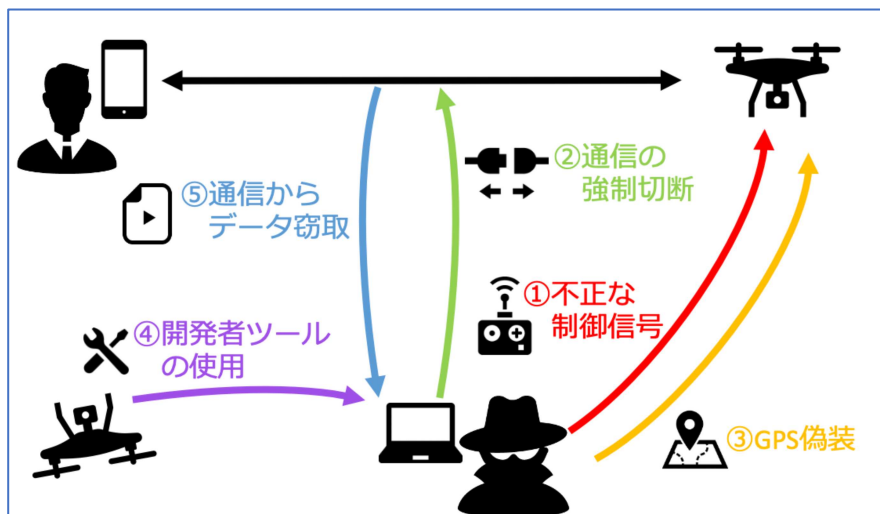 ⑤通信から
データ窃取
②通信の
強制切断
①不正な
制御信号
④開発者ツール
の使用
③GPS偽装